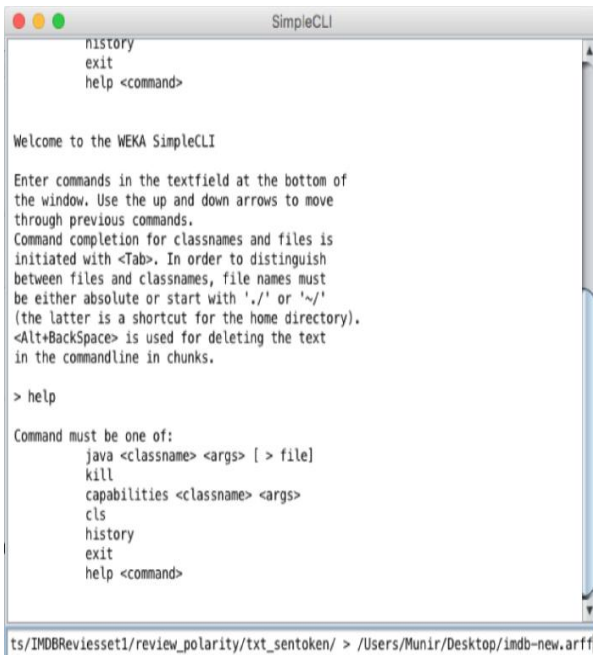 SimpleCLI
history
exit
help <command>
Welcome to the WEKA SimpleCLI
Enter commands in the textfield at the bottom of
the window. Use the up and down arrows to move
through previous commands.
Command completion for classnames and files is
initiated with <Tab>. In order to distinguish
between files and classnames, file names must
be either absolute or start with './' or '~/'
(the latter is a shortcut for the home directory).
<Alt+BackSpace> is used for deleting the text
in the commandline in chunks.
> help
Command must be one of:
java <classname> <args> [ > file]
kill
capabilities <classname> <args>
cls
history
exit
help <command>
ts/IMDBReviesset1/review_polarity/txt_sentoken/ > /Users/Munir/Desktop/imdb-new.arff